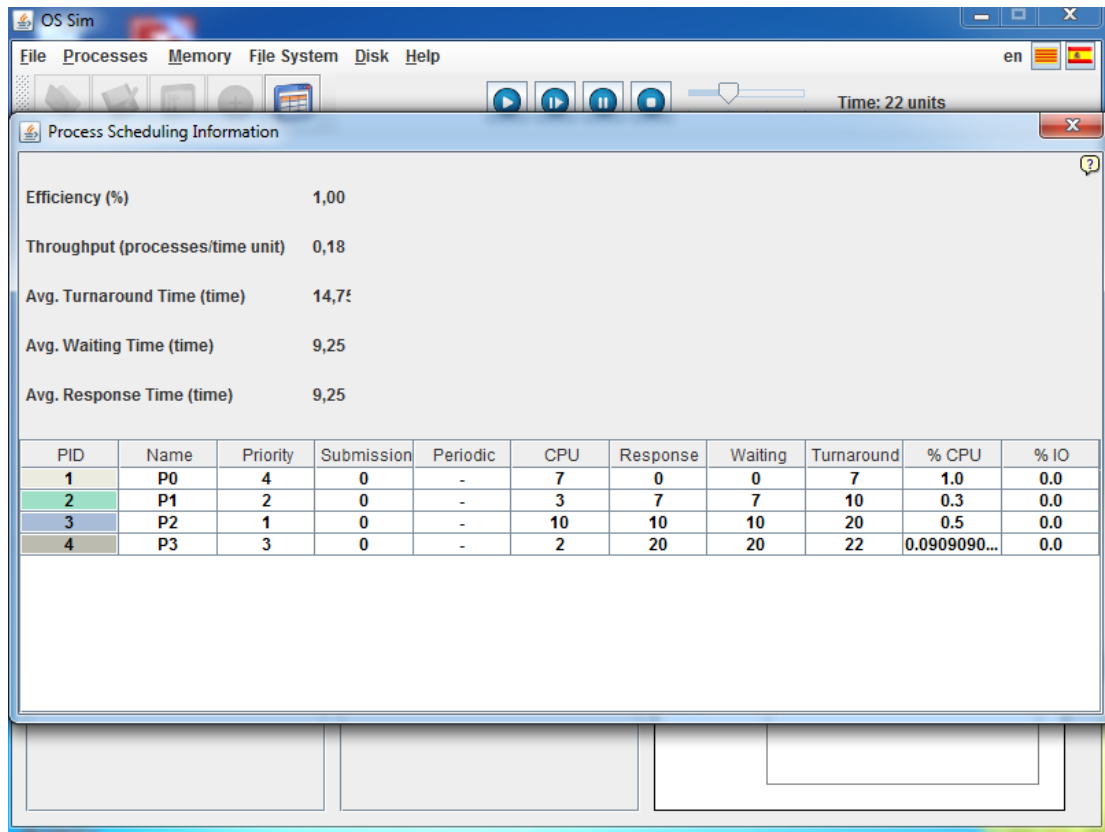 OS Sim
File Processes Memory File System Disk Help en
Time: 22 units
Process Scheduling Information
Efficiency (%) 1,00
Throughput (processes/time unit) 0,18
Avg. Turnaround Time (time) 14,75
Avg. Waiting Time (time) 9,25
Avg. Response Time (time) 9,25
PID Name Priority Submission Periodic CPU Response Waiting Turnaround % CPU % IO
1 P0 4 0 - 7 0 0 7 1.0 0.0
2 P1 2 0 - 3 7 7 10 0.3 0.0
3 P2 1 0 - 10 10 10 20 0.5 0.0
4 P3 3 0 - 2 20 20 22 0.0909090... 0.0